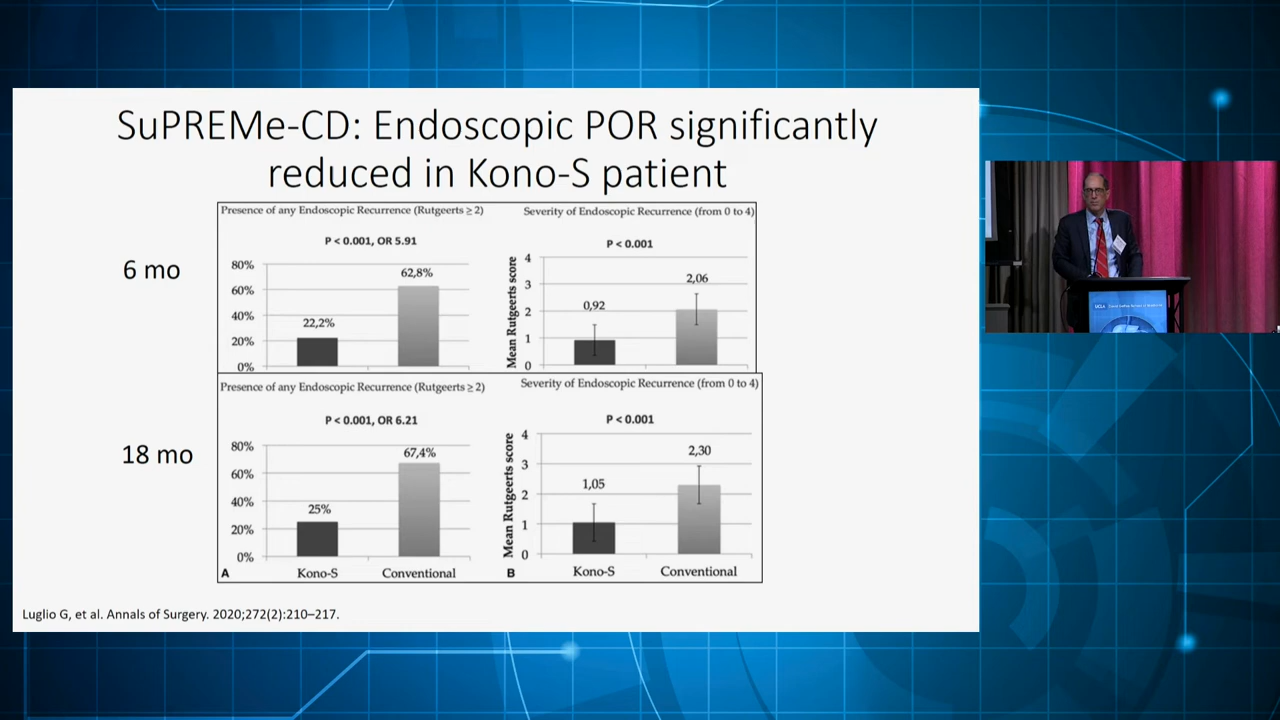 SuPREMe-CD: Endoscopic POR significantly
reduced in Kono-S patient
6 mo
Presence of any Endoscopic Recurrence (Rutgeerts ≥ 2)
P < 0.001, OR 5.91
80%
60%
40%
20%
0%
22,2%
62,8%
Severity of Endoscopic Recurrence (from 0 to 4)
P < 0.001
Mean Rutgeerts score
4
3
2
1
0
0,92
2,06
18 mo
Presence of any Endoscopic Recurrence (Rutgeerts ≥ 2)
P < 0.001, OR 6.21
80%
60%
40%
20%
0%
25%
67,4%
A
Kono-S
Conventional
Severity of Endoscopic Recurrence (from 0 to 4)
P < 0.001
Mean Rutgeerts score
4
3
2
1
0
1,05
2,30
B
Kono-S
Conventional
Luglio G, et al. Annals of Surgery. 2020;272(2):210–217.
UCLA